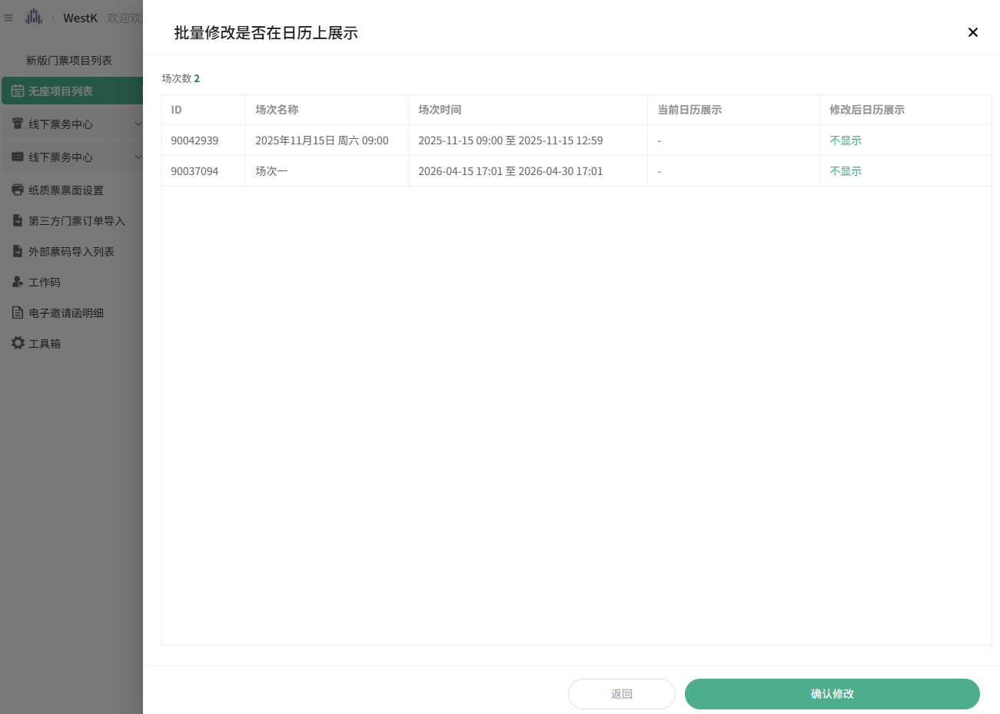 WestK 欢迎欢
批量修改是否在日历上展示
新版门票项目列表
无座项目列表
线下票务中心
线下票务中心
纸质票票面设置
第三方门票订单导入
外部票码导入列表
工作码
电子邀请函明细
工具箱
场次数 2
ID 场次名称 场次时间 当前日历展示 修改后日历展示
90042939 2025年11月15日 周六 09:00 2025-11-15 09:00 至 2025-11-15 12:59 - 不显示
90037094 场次一 2026-04-15 17:01 至 2026-04-30 17:01 - 不显示
返回 确认修改